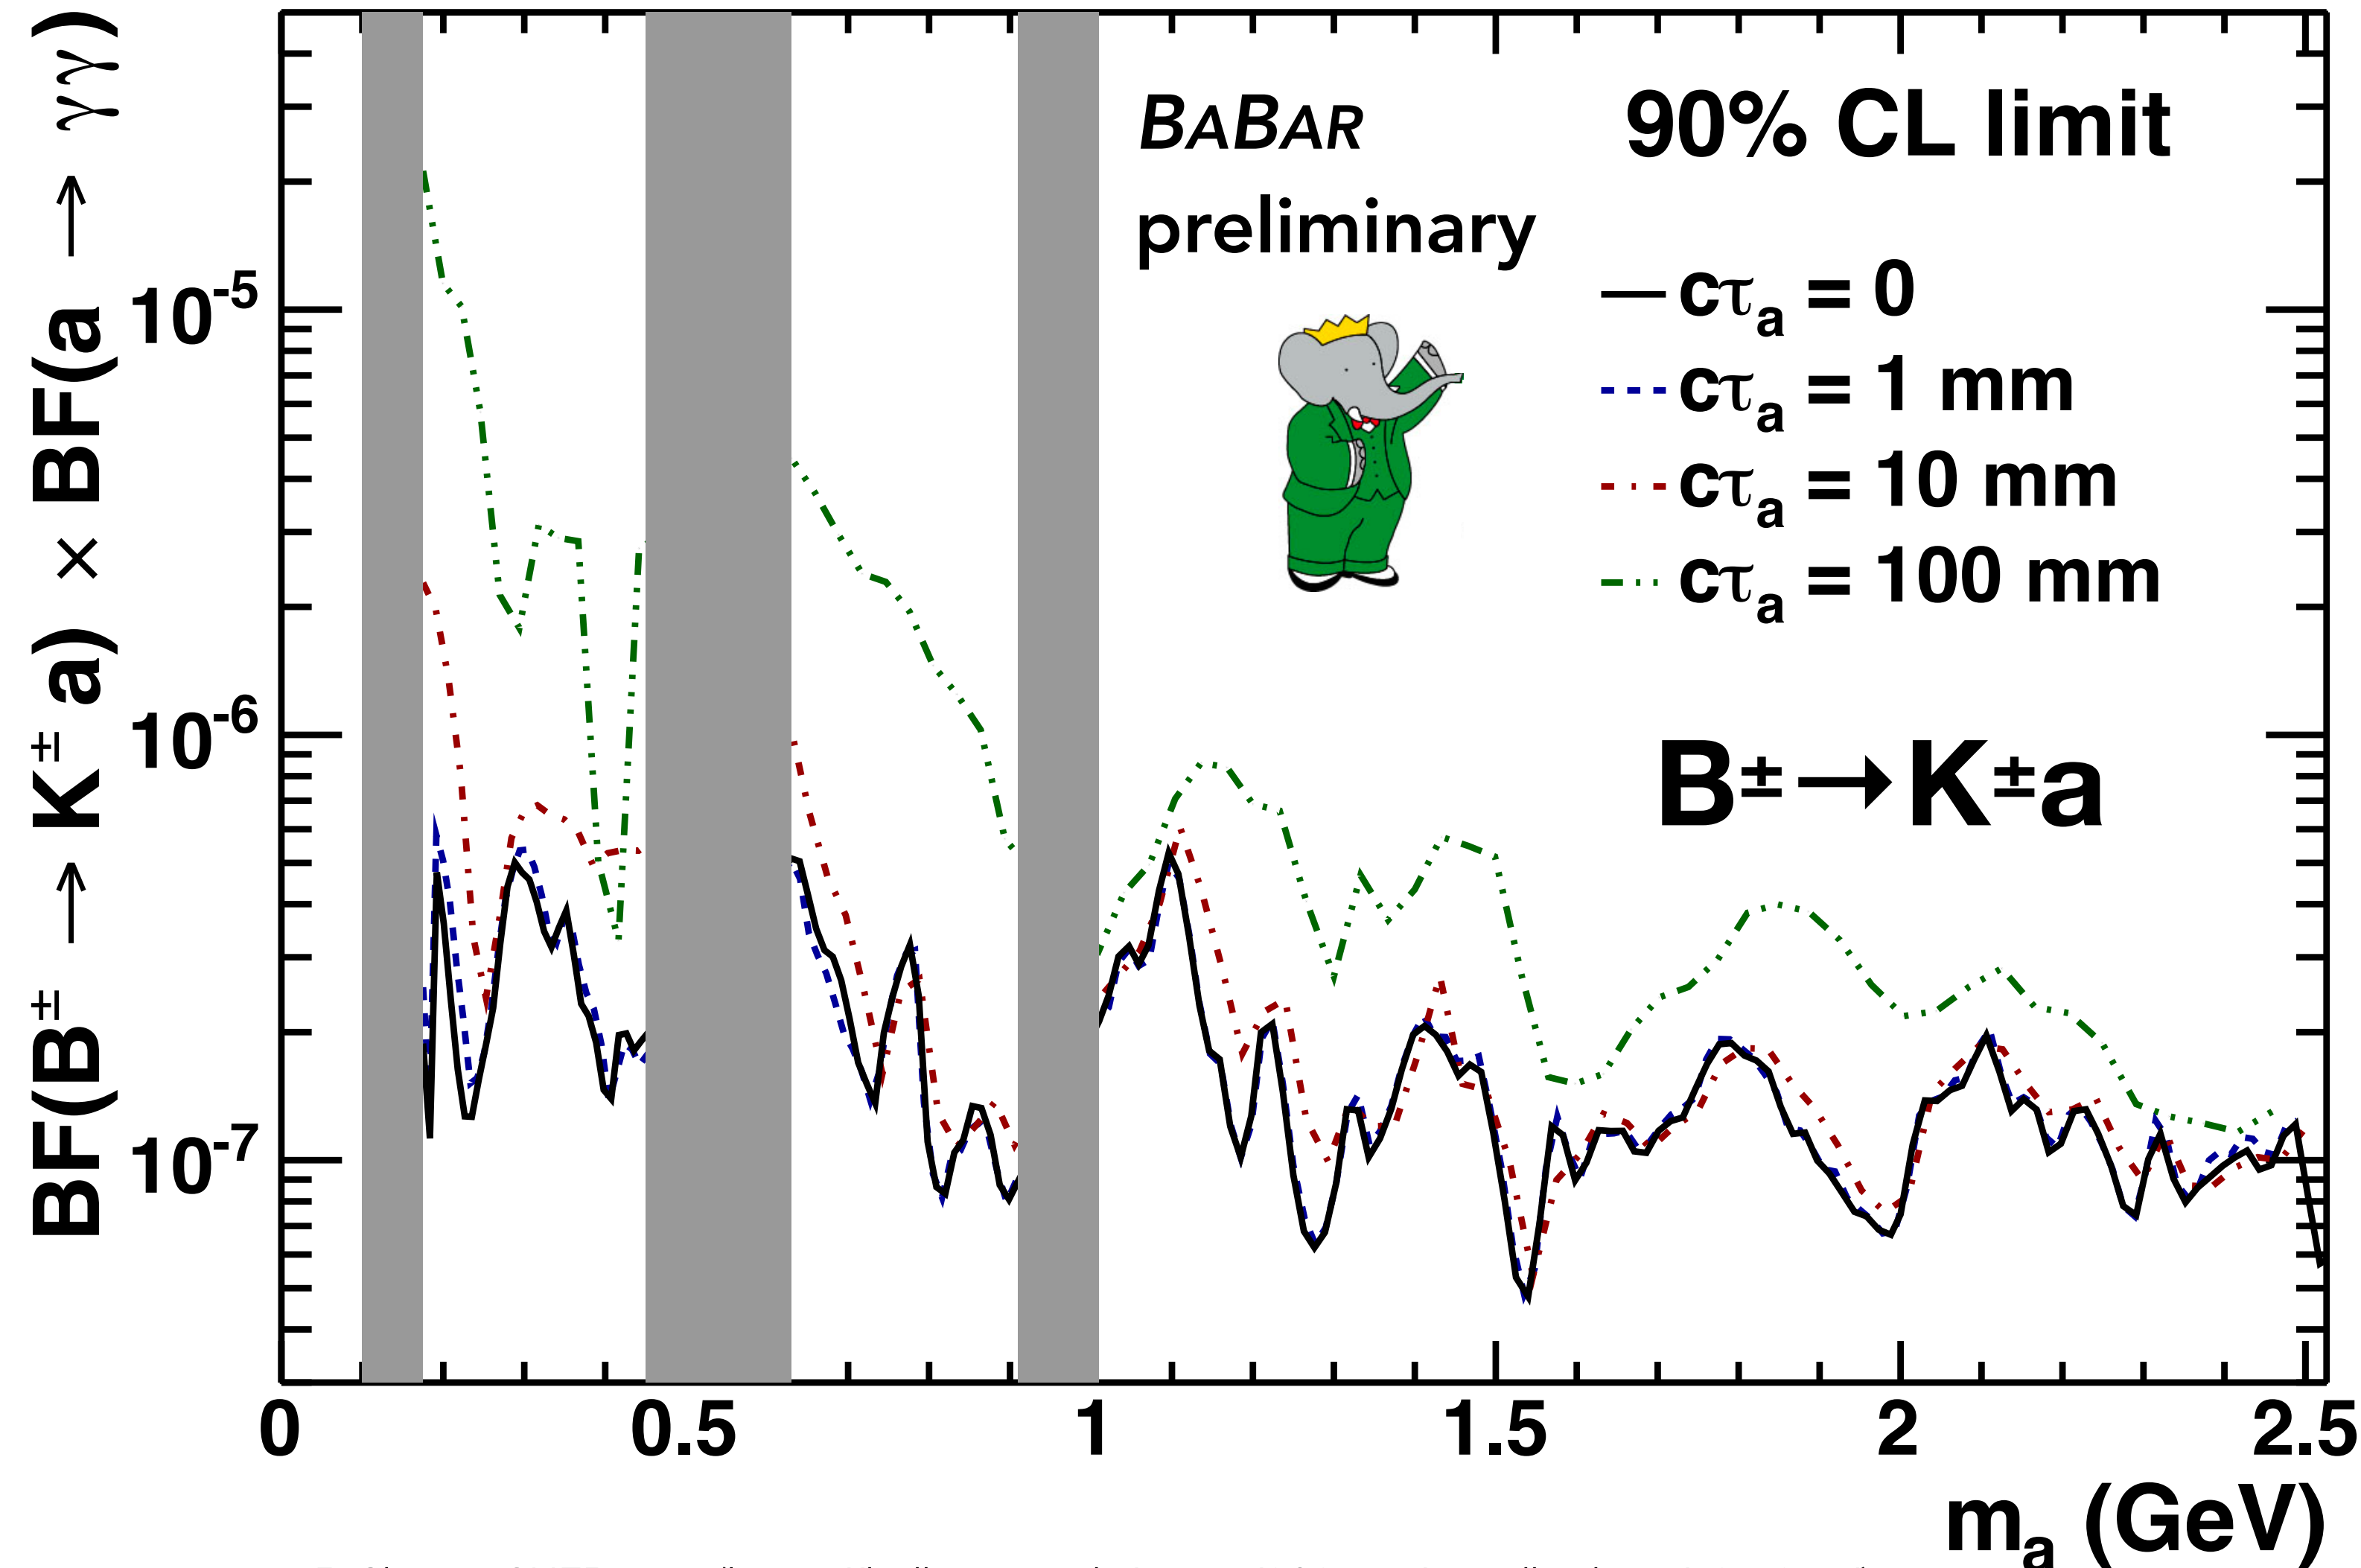 BF(B± → K± a) × BF(a → γγ)
10-5
10-6
10-7
BABAR
preliminary
90% CL limit
cτa = 0
cτa = 1 mm
cτa = 10 mm
cτa = 100 mm
B±→K±a
0 0.5 1 1.5 2 2.5
ma (GeV)